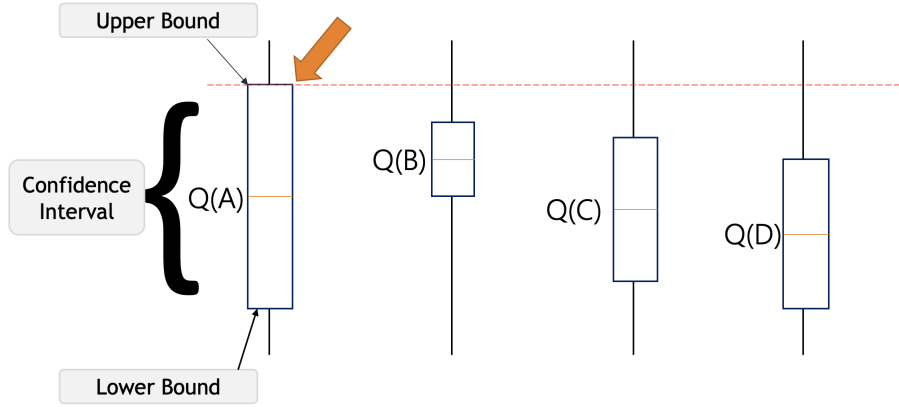 Upper Bound
Confidence
Interval
Q(A)
Q(B)
Q(C)
Q(D)
Lower Bound